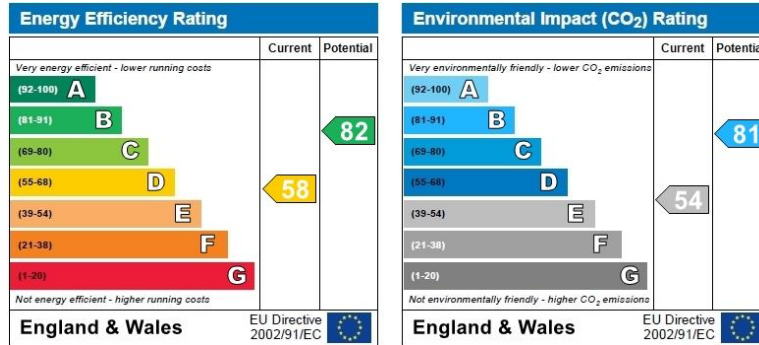 Energy Efficiency Rating
Current Potential
Very energy efficient - lower running costs
(92-100) A
(81-91) B
(69-80) C
(55-68) D
(39-54) E
(21-38) F
(1-20) G
82
58
Not energy efficient - higher running costs
England & Wales
EU Directive
2002/91/EC
Environmental Impact (CO2) Rating
Current Potential
Very environmentally friendly - lower CO2 emissions
(92-100) A
(81-91) B
(69-80) C
(55-68) D
(39-54) E
(21-38) F
(1-20) G
81
54
Not environmentally friendly - higher CO2 emissions
England & Wales
EU Directive
2002/91/EC